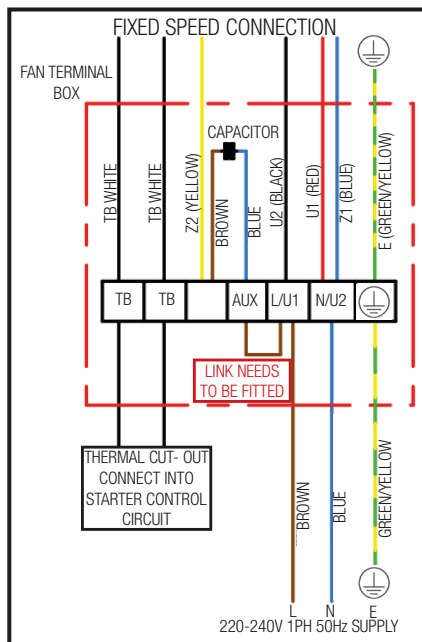 FIXED SPEED CONNECTION
FAN TERMINAL
BOX
CAPACITOR
TB WHITE
TB WHITE
Z2 (YELLOW)
BROWN
BLUE
U2 (BLACK)
U1 (RED)
Z1 (BLUE)
E (GREEN/YELLOW)
TB
TB
AUX
L/U1
N/U2
LINK NEEDS
TO BE FITTED
THERMAL CUT- OUT
CONNECT INTO
STARTER CONTROL
CIRCUIT
BROWN
BLUE
GREEN/YELLOW
L
N
E
220-240V 1PH 50Hz SUPPLY